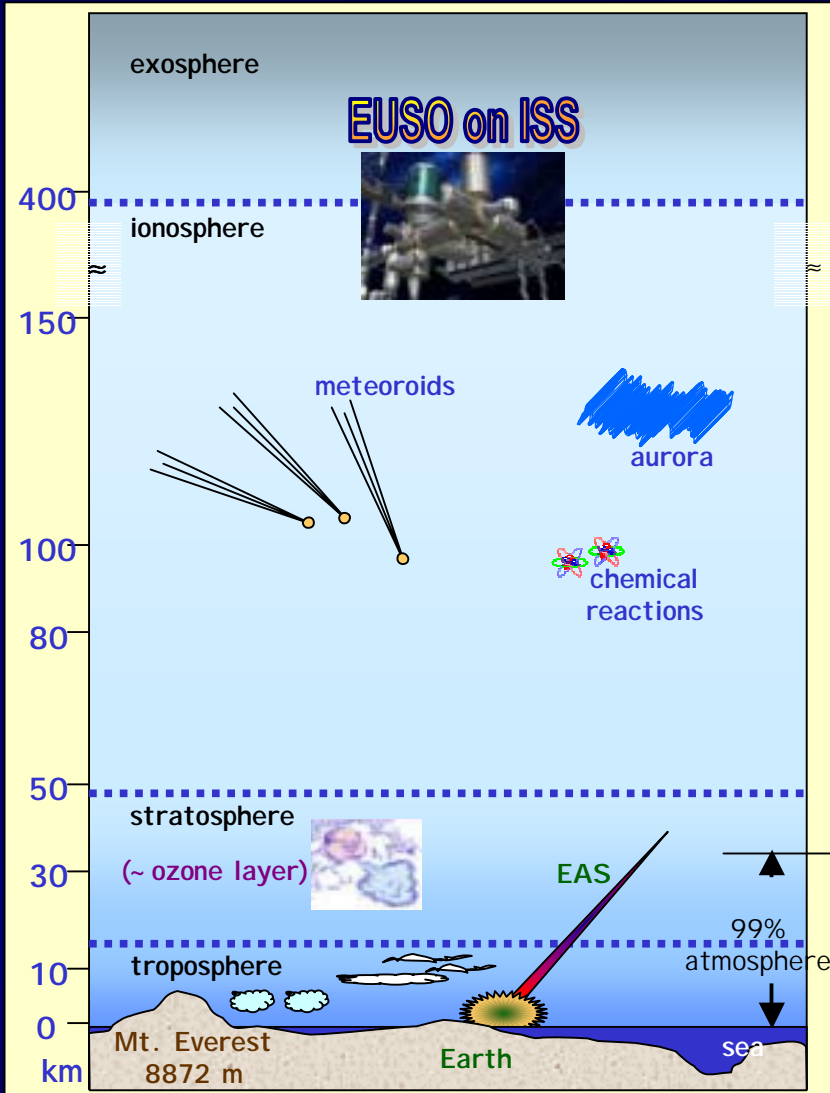 exosphere
EUSO on ISS
400
ionosphere
≈
≈
150
meteoroids
aurora
100
chemical
reactions
80
50
stratosphere
(~ ozone layer)
30
EAS
99%
atmosphere
10
troposphere
0
Mt. Everest
8872 m
Earth
sea
km